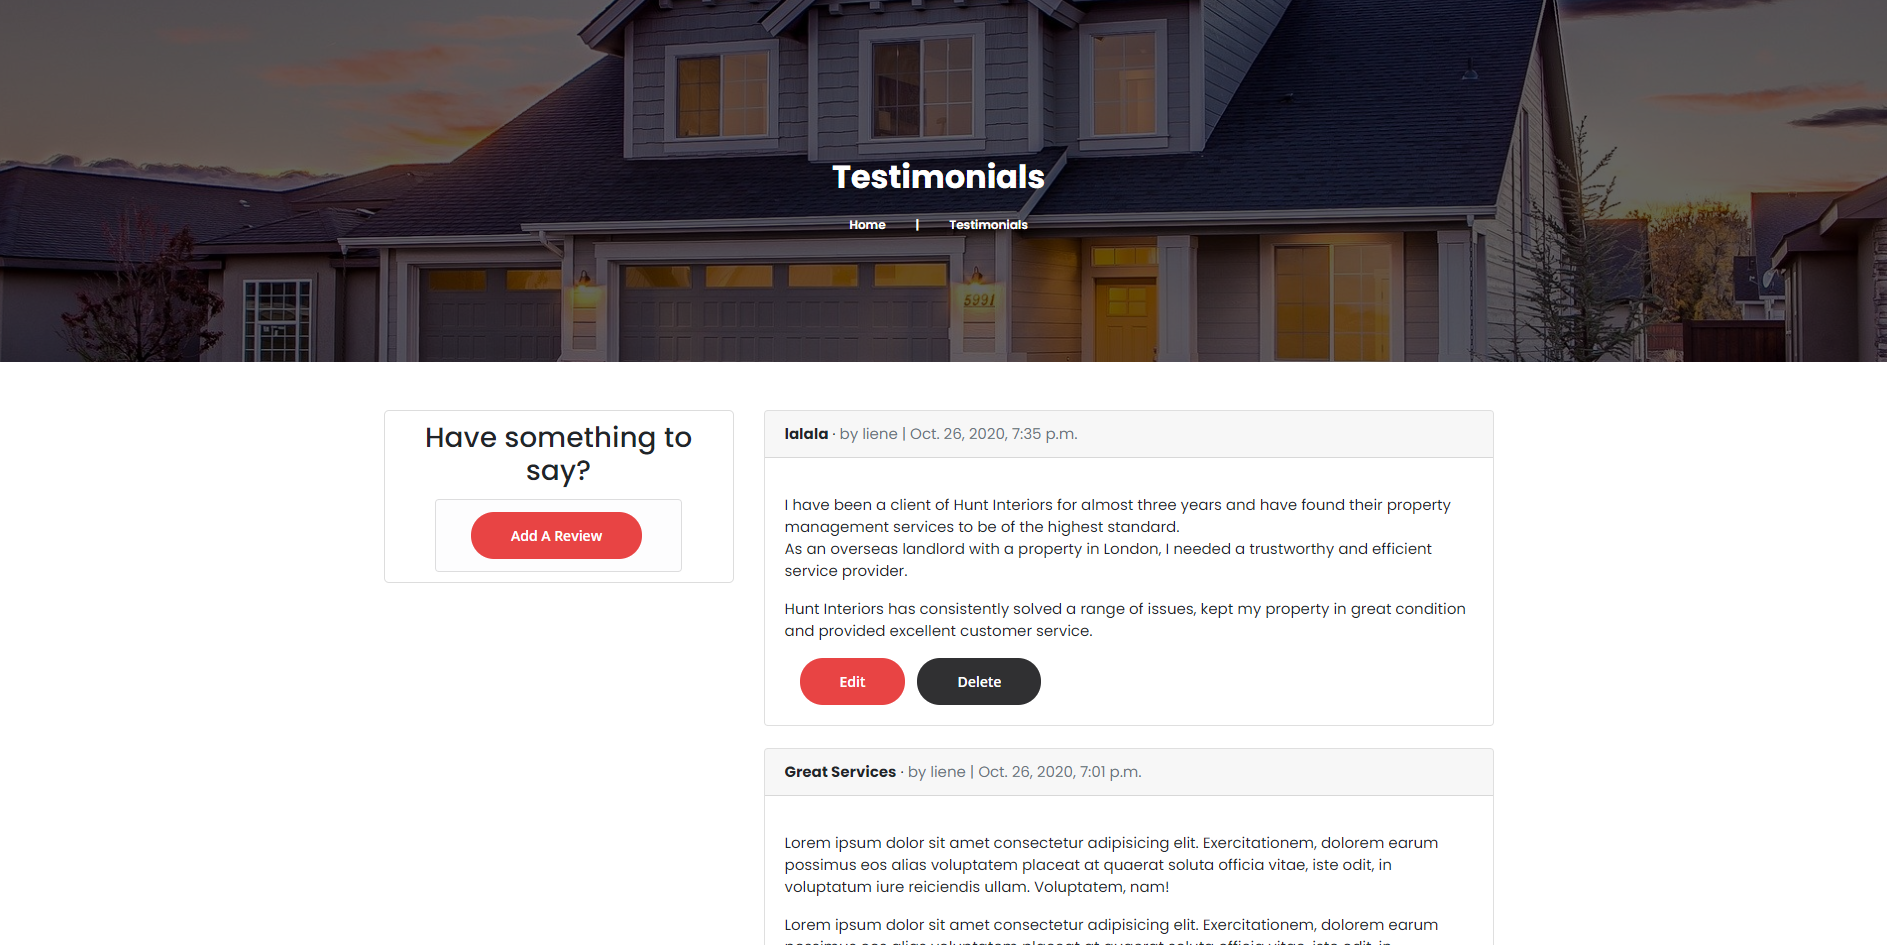 Testimonials
Home | Testimonials
5991
Have something to
say?
Add A Review
lalala · by liene | Oct. 26, 2020, 7:35 p.m.
I have been a client of Hunt Interiors for almost three years and have found their property
management services to be of the highest standard.
As an overseas landlord with a property in London, I needed a trustworthy and efficient
service provider.
Hunt Interiors has consistently solved a range of issues, kept my property in great condition
and provided excellent customer service.
Edit
Delete
Great Services · by liene | Oct. 26, 2020, 7:01 p.m.
Lorem ipsum dolor sit amet consectetur adipisicing elit. Exercitationem, dolorem earum
possimus eos alias voluptatem placeat at quaerat soluta officia vitae, iste odit, in
voluptatum iure reiciendis ullam. Voluptatem, nam!
Lorem ipsum dolor sit amet consectetur adipisicing elit. Exercitationem, dolorem earum